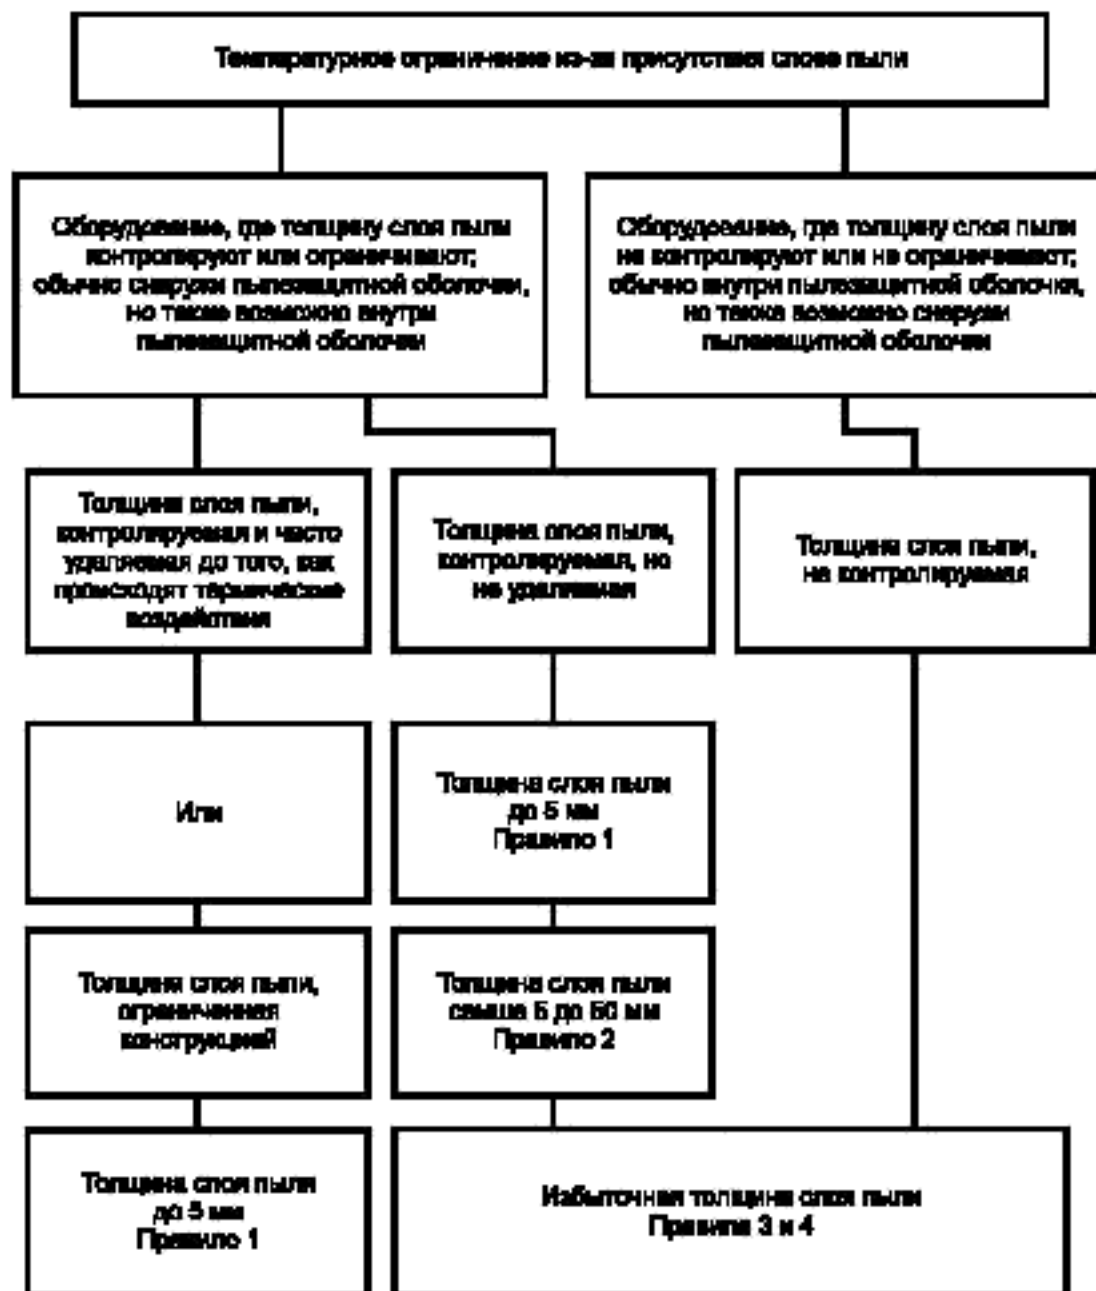 Температурное ограничение из-за присутствия слоев пыли
Оборудование, где толщину слоя пыли
контролируют или ограничивают;
обычно снаружи пылезащитной оболочки,
но также возможно внутри
пылезащитной оболочки
Оборудование, где толщину слоя пыли
не контролируют или не ограничивают;
обычно внутри пылезащитной оболочки,
но также возможно снаружи
пылезащитной оболочки
Толщина слоя пыли,
контролируемая и часто
удаляемая до того, как
происходят термические
воздействия
Толщина слоя пыли,
контролируемая, но
не удаляемая
Толщина слоя пыли,
не контролируемая
Или
Толщина слоя пыли
до 5 мм
Правило 1
Толщина слоя пыли,
ограниченная
конструкцией
Толщина слоя пыли
свыше 5 до 50 мм
Правило 2
Толщина слоя пыли
до 5 мм
Правило 1
Избыточная толщина слоя пыли
Правила 3 и 4